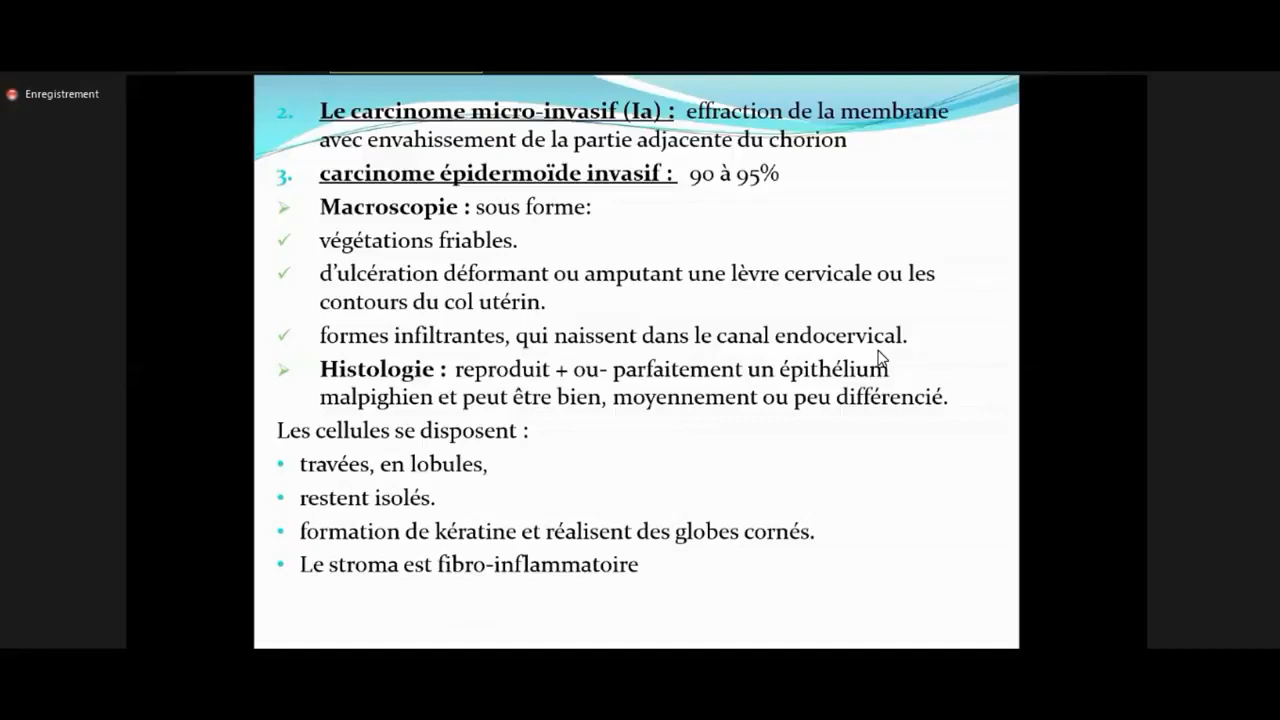 Enregistrement
2. Le carcinome micro-invasif (Ia) : effraction de la membrane
avec envahissement de la partie adjacente du chorion
3. carcinome épidermoïde invasif : 90 à 95%
Macroscopie : sous forme:
végétations friables.
d’ulcération déformant ou amputant une lèvre cervicale ou les
contours du col utérin.
formes infiltrantes, qui naissent dans le canal endocervical.
Histologie : reproduit + ou- parfaitement un épithélium
malpighien et peut être bien, moyennement ou peu différencié.
Les cellules se disposent :
• travées, en lobules,
• restent isolés.
• formation de kératine et réalisent des globes cornés.
• Le stroma est fibro-inflammatoire